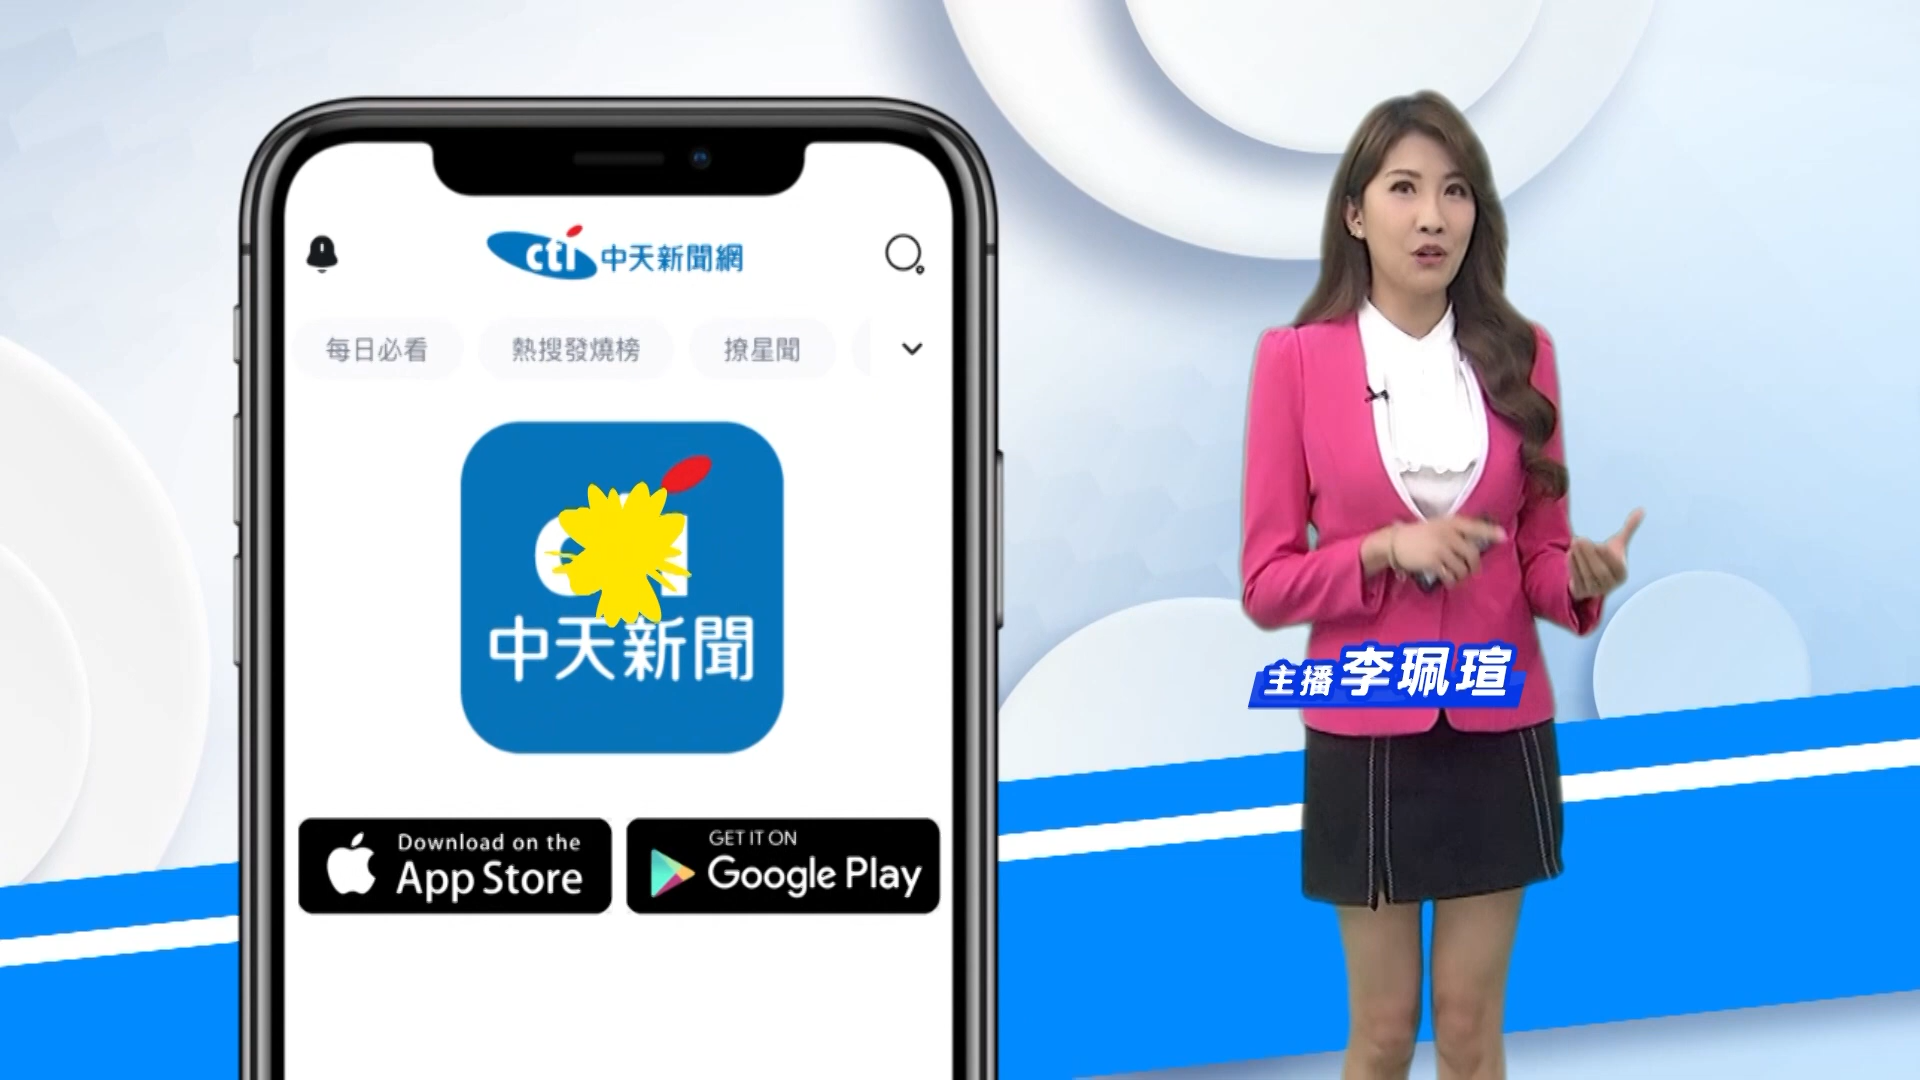 cti 中天新聞網
每日必看 熱搜發燒榜 撩星聞
中天新聞
Download on the
App Store
GET IT ON
Google Play
主播 李珮瑄